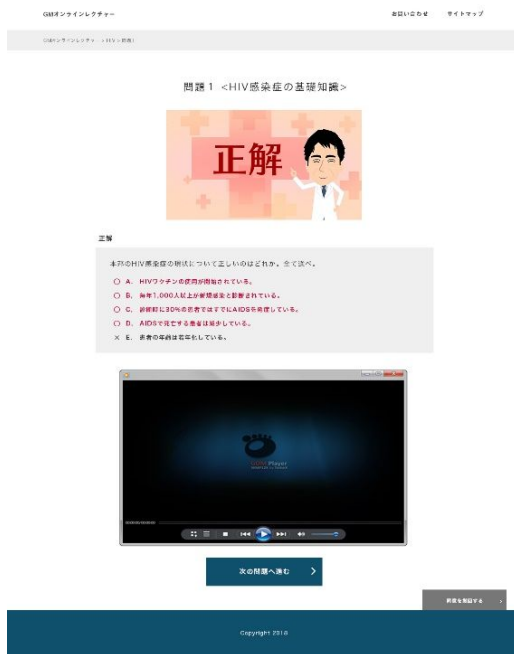 GMオンラインレクチャー
お問い合わせ サイトマップ
問題1 <HIV感染症の基礎知識>
正解
正解
本邦のHIV感染症の現状について正しいのはどれか。全て選べ。
○ A. HIVワクチンの使用が開始されている。
○ B. 毎年1,000人以上が新規感染と診断されている。
○ C. 診断時に30%の患者ではすでにAIDSを発症している。
○ D. AIDSで死亡する患者は減少している。
× E. 患者の年齢は若年化している。
GOM Player
次の問題へ進む
Copyright 2018